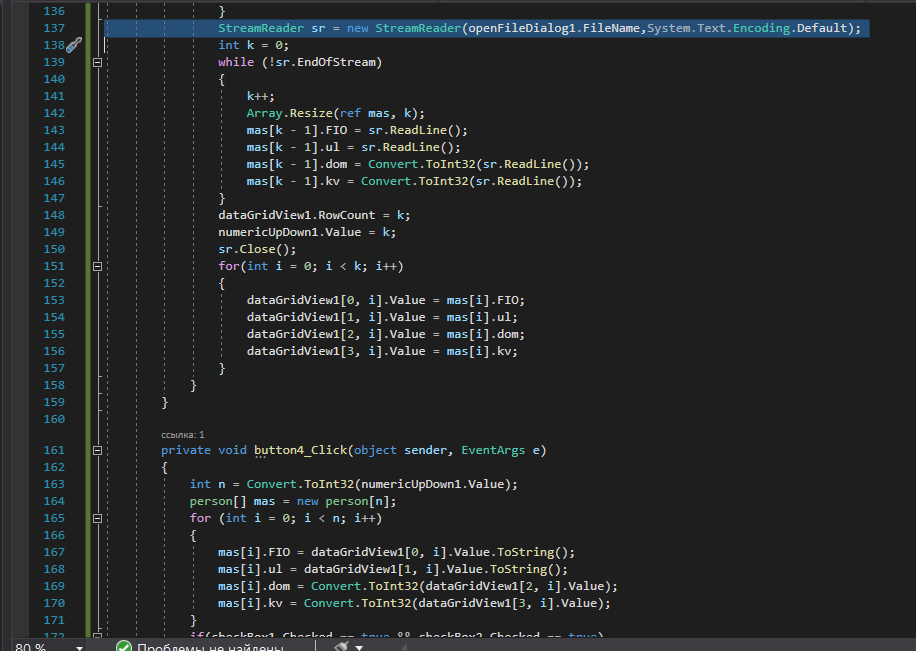 136 }
137 StreamReader sr = new StreamReader(openFileDialog1.FileName,System.Text.Encoding.Default);
138 int k = 0;
139 while (!sr.EndOfStream)
140 {
141 k++;
142 Array.Resize(ref mas, k);
143 mas[k - 1].FIO = sr.ReadLine();
144 mas[k - 1].ul = sr.ReadLine();
145 mas[k - 1].dom = Convert.ToInt32(sr.ReadLine());
146 mas[k - 1].kv = Convert.ToInt32(sr.ReadLine());
147 }
148 dataGridView1.RowCount = k;
149 numericUpDown1.Value = k;
150 sr.Close();
151 for(int i = 0; i < k; i++)
152 {
153 dataGridView1[0, i].Value = mas[i].FIO;
154 dataGridView1[1, i].Value = mas[i].ul;
155 dataGridView1[2, i].Value = mas[i].dom;
156 dataGridView1[3, i].Value = mas[i].kv;
157 }
158 }
159 }
160
ссылка: 1
161 private void button4_Click(object sender, EventArgs e)
162 {
163 int n = Convert.ToInt32(numericUpDown1.Value);
164 person[] mas = new person[n];
165 for (int i = 0; i < n; i++)
166 {
167 mas[i].FIO = dataGridView1[0, i].Value.ToString();
168 mas[i].ul = dataGridView1[1, i].Value.ToString();
169 mas[i].dom = Convert.ToInt32(dataGridView1[2, i].Value);
170 mas[i].kv = Convert.ToInt32(dataGridView1[3, i].Value);
171 }
172 if(checkBox1.Checked == true && checkBox2.Checked == true)
80 % Проблемы не найдены